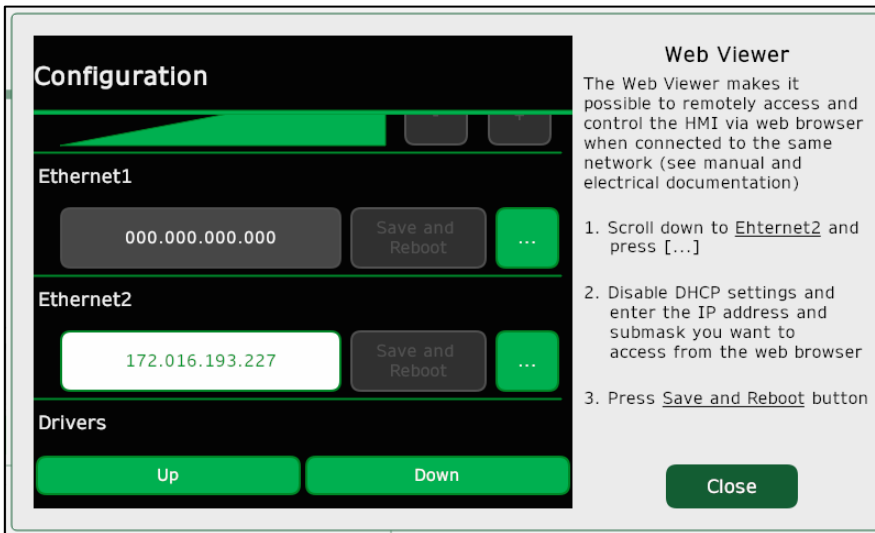 Configuration
Ethernet1
000.000.000.000
Save and
Reboot
...
Ethernet2
172.016.193.227
Save and
Reboot
...
Drivers
Up
Down
Web Viewer
The Web Viewer makes it
possible to remotely access and
control the HMI via web browser
when connected to the same
network (see manual and
electrical documentation)
1. Scroll down to Ehternet2 and
press [...]
2. Disable DHCP settings and
enter the IP address and
submask you want to
access from the web browser
3. Press Save and Reboot button
Close